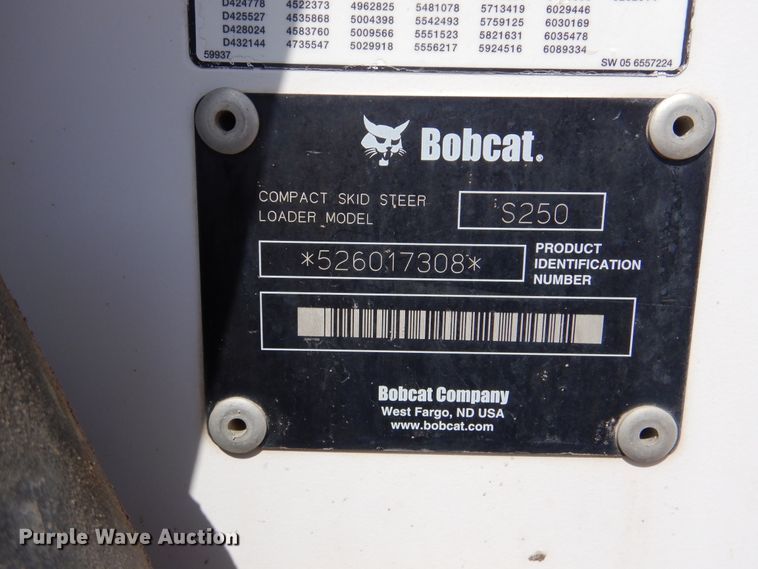 D424778 4522373 4962825 5481078 5713419 6029446
D425527 4535868 5004398 5542493 5759125 6030169
D428024 4583760 5009566 5551523 5821631 6035478
D432144 4735547 5029918 5556217 5924516 6089334
59937 SW 05 6557224
Bobcat.
COMPACT SKID STEER
LOADER MODEL
S250
*526017308*
PRODUCT
IDENTIFICATION
NUMBER
Bobcat Company
West Fargo, ND USA
www.bobcat.com
Purple Wave Auction